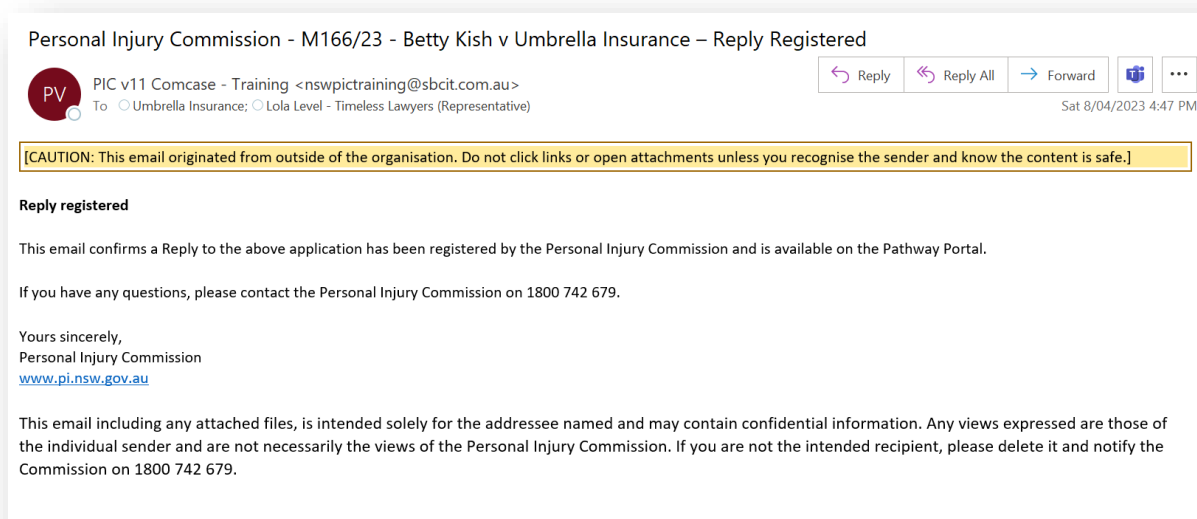 Personal Injury Commission - M166/23 - Betty Kish v Umbrella Insurance – Reply Registered
PV
PIC v11 Comcase - Training <nswpictraining@sbcit.com.au>
To Umbrella Insurance; Lola Level - Timeless Lawyers (Representative)
Reply
Reply All
Forward
Sat 8/04/2023 4:47 PM
[CAUTION: This email originated from outside of the organisation. Do not click links or open attachments unless you recognise the sender and know the content is safe.]
Reply registered
This email confirms a Reply to the above application has been registered by the Personal Injury Commission and is available on the Pathway Portal.
If you have any questions, please contact the Personal Injury Commission on 1800 742 679.
Yours sincerely,
Personal Injury Commission
www.pi.nsw.gov.au
This email including any attached files, is intended solely for the addressee named and may contain confidential information. Any views expressed are those of
the individual sender and are not necessarily the views of the Personal Injury Commission. If you are not the intended recipient, please delete it and notify the
Commission on 1800 742 679.